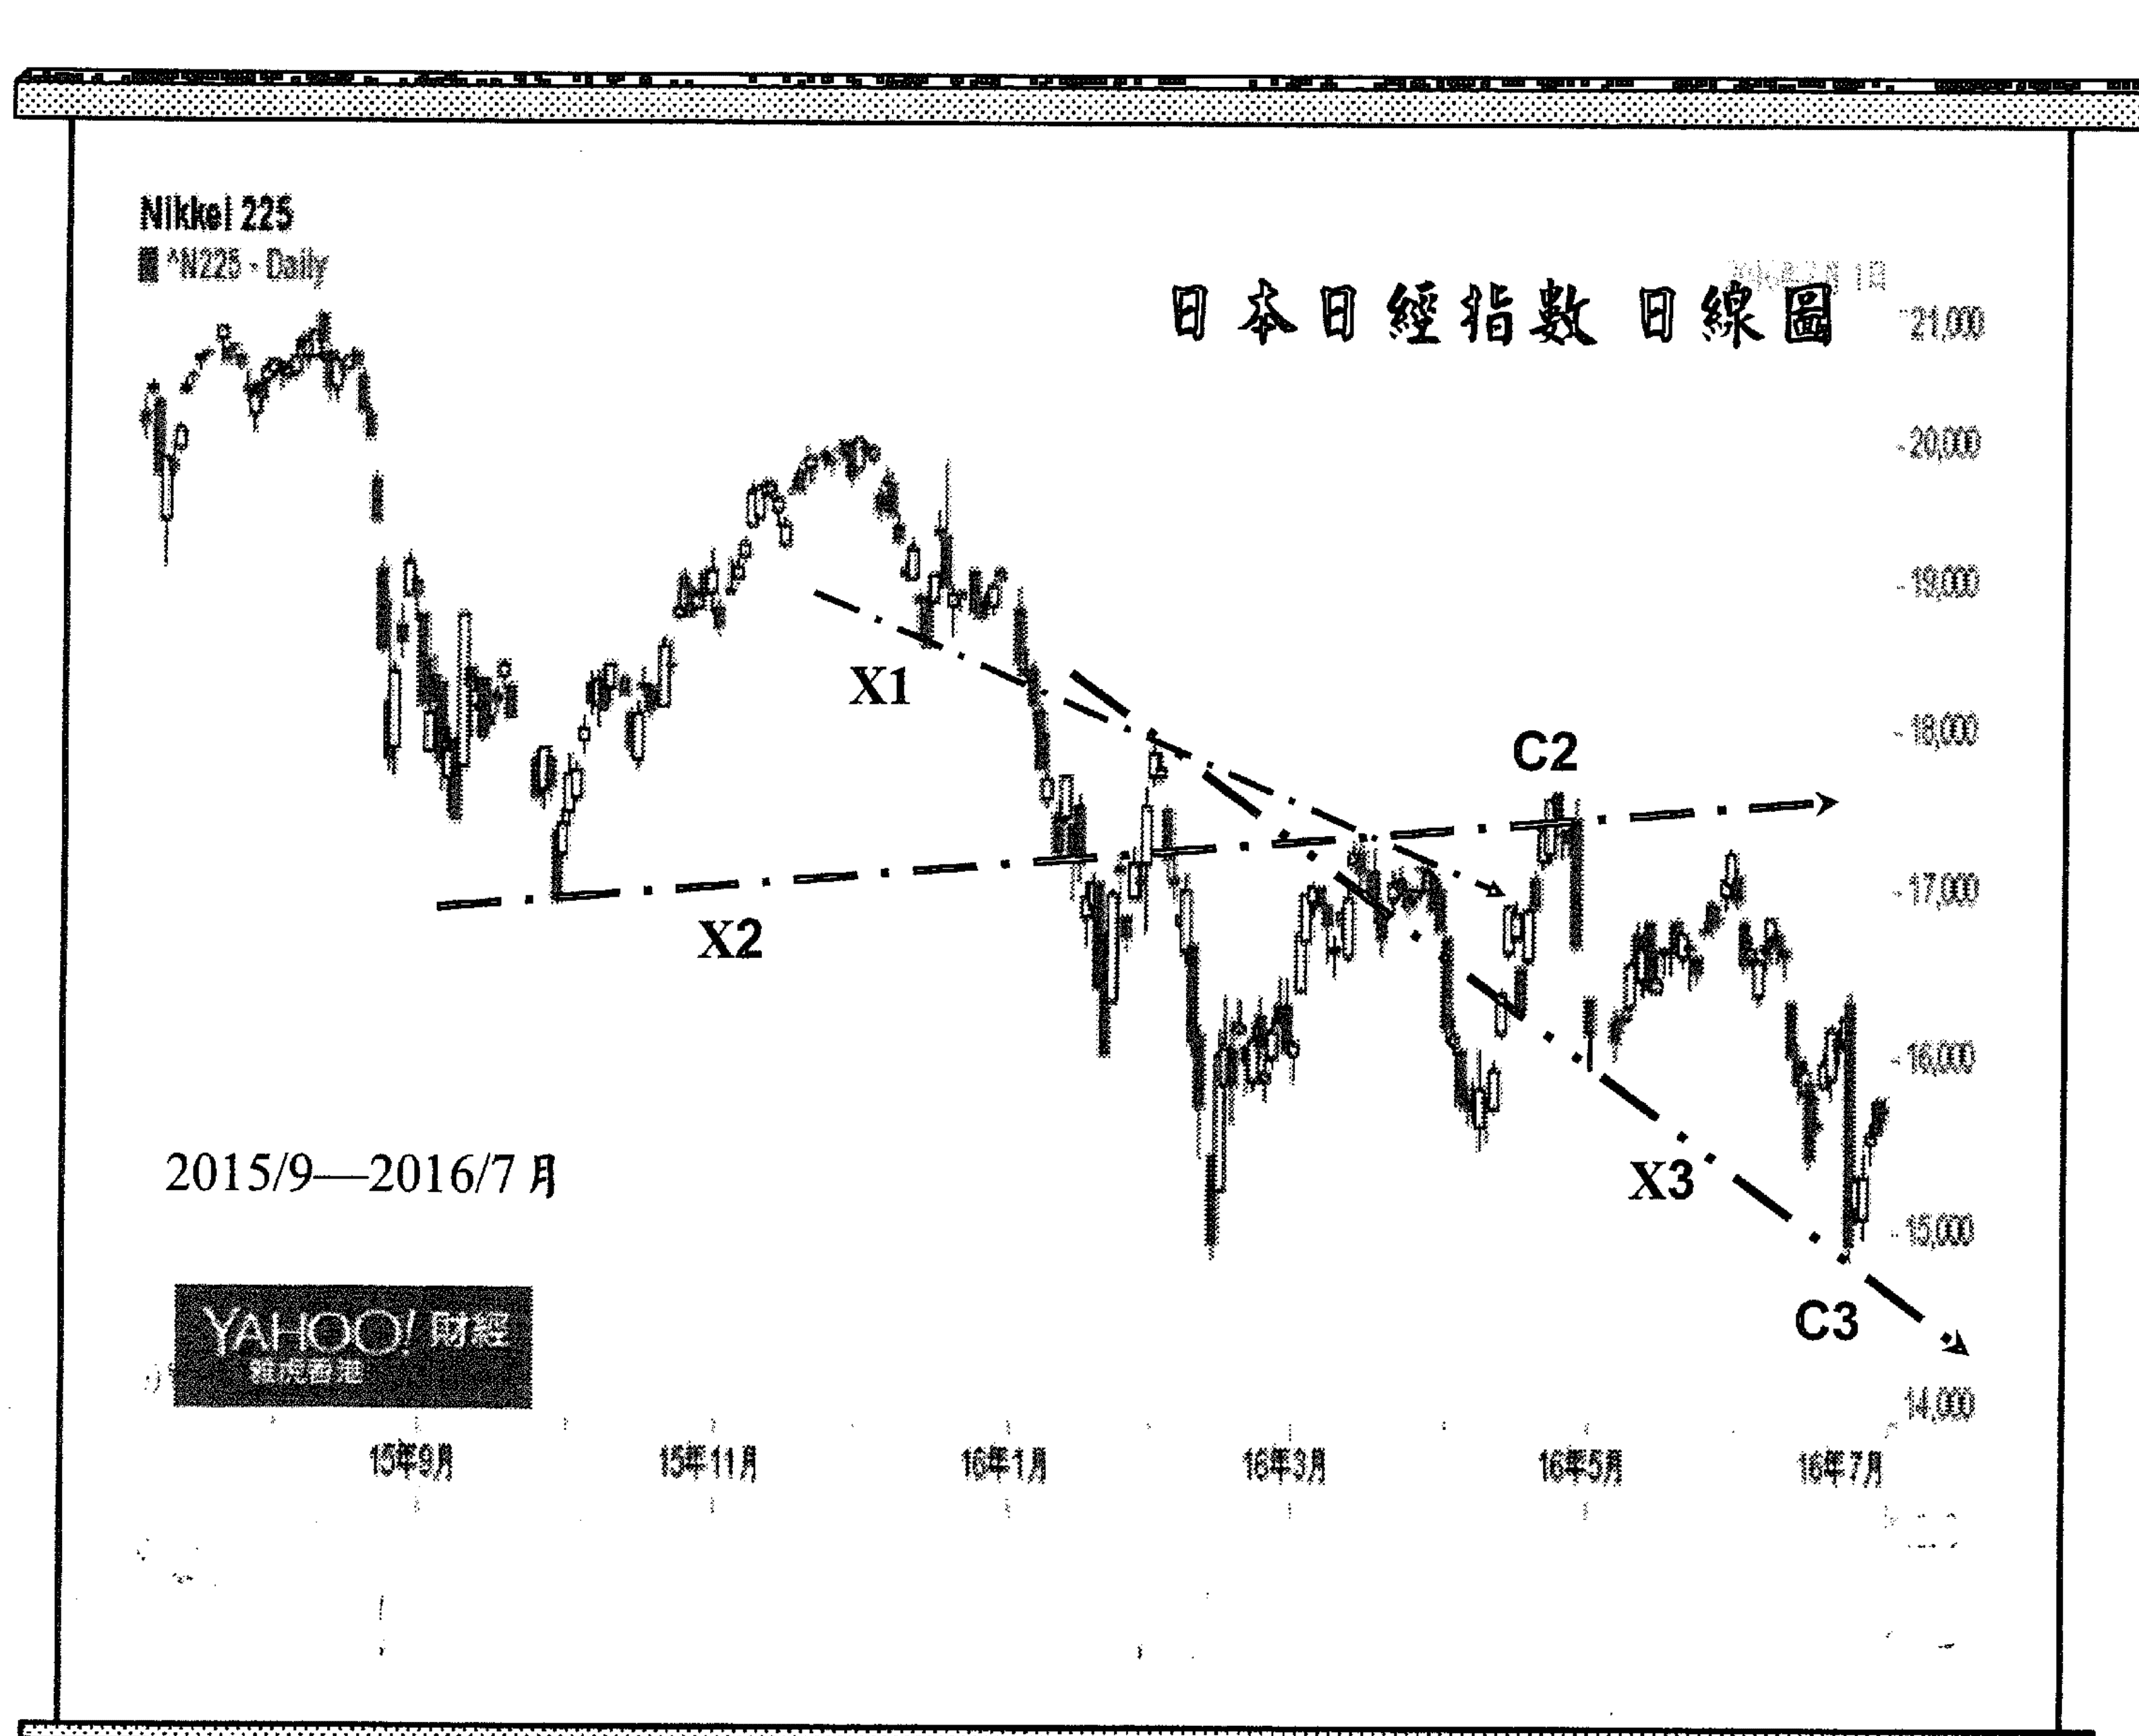 Nikkei 225
^N225 - Daily
日本日經指數 日線圖
21,000
20,000
19,000
18,000
17,000
16,000
15,000
14,000
X1
X2
C2
X3
C3
2015/9—2016/7月
YAHOO! 財經
雅虎香港
15年9月
15年11月
16年1月
16年3月
16年5月
16年7月